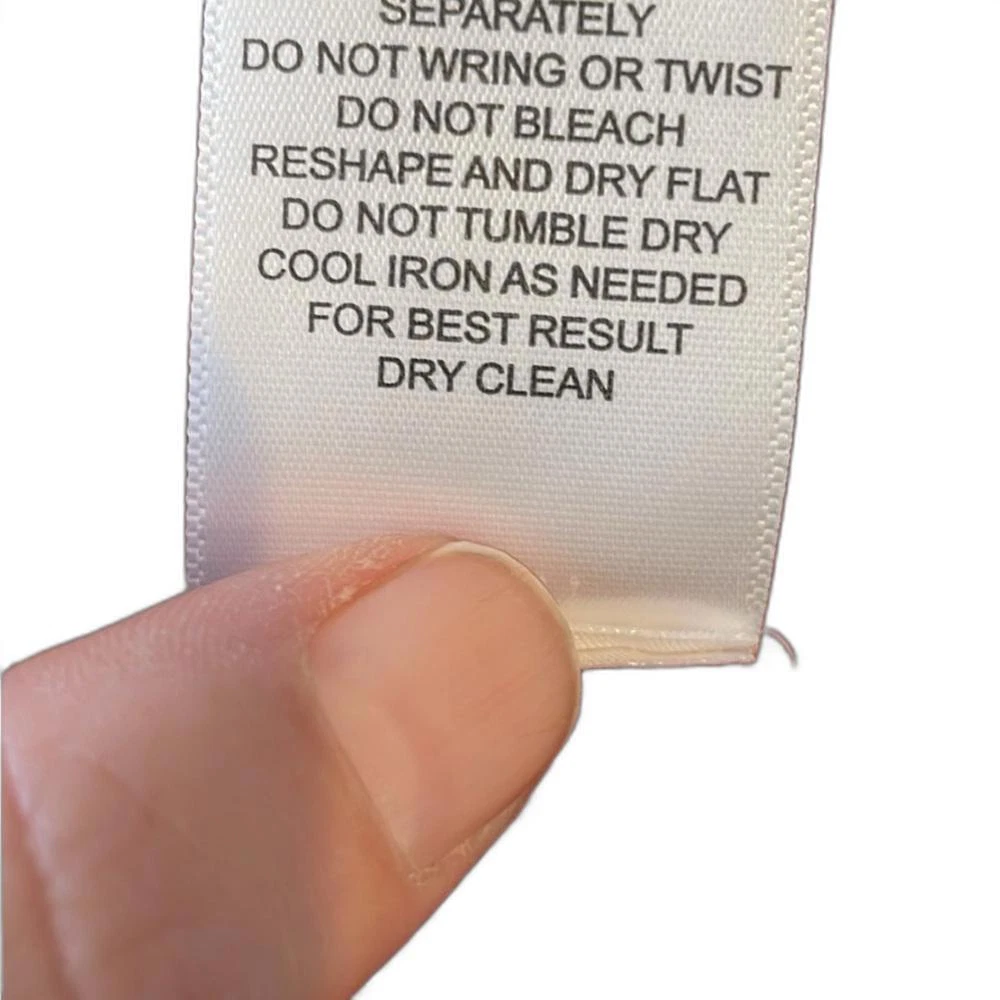 SEPARATELY
DO NOT WRING OR TWIST
DO NOT BLEACH
RESHAPE AND DRY FLAT
DO NOT TUMBLE DRY
COOL IRON AS NEEDED
FOR BEST RESULT
DRY CLEAN